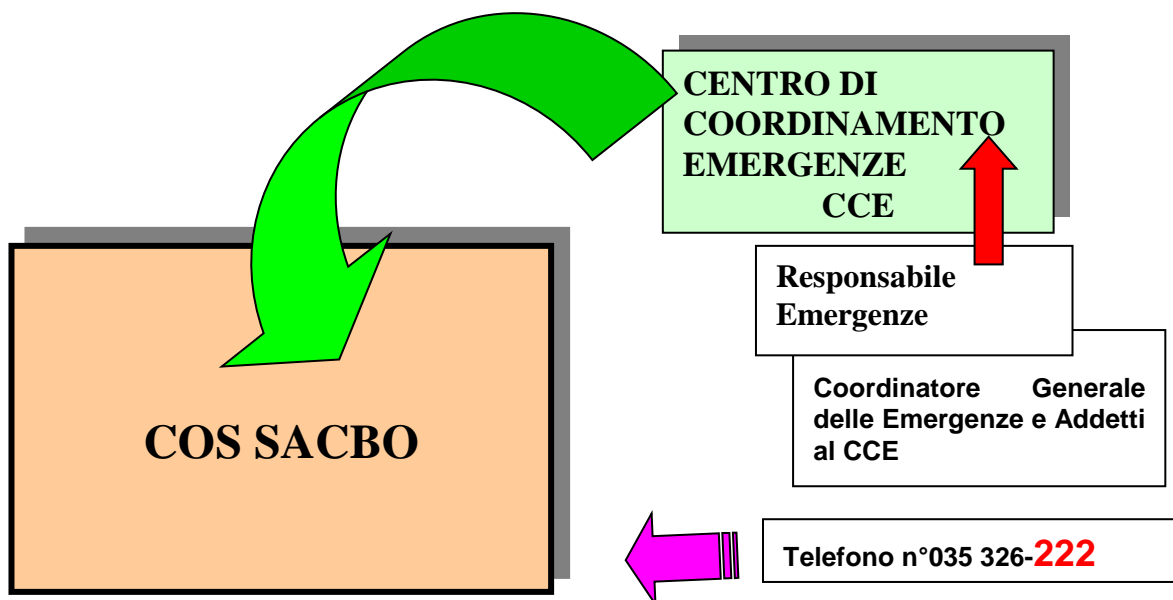 CENTRO DI
COORDINAMENTO
EMERGENZE
CCE
Responsabile
Emergenze
Coordinatore Generale
delle Emergenze e Addetti
al CCE
COS SACBO
Telefono n°035 326-222